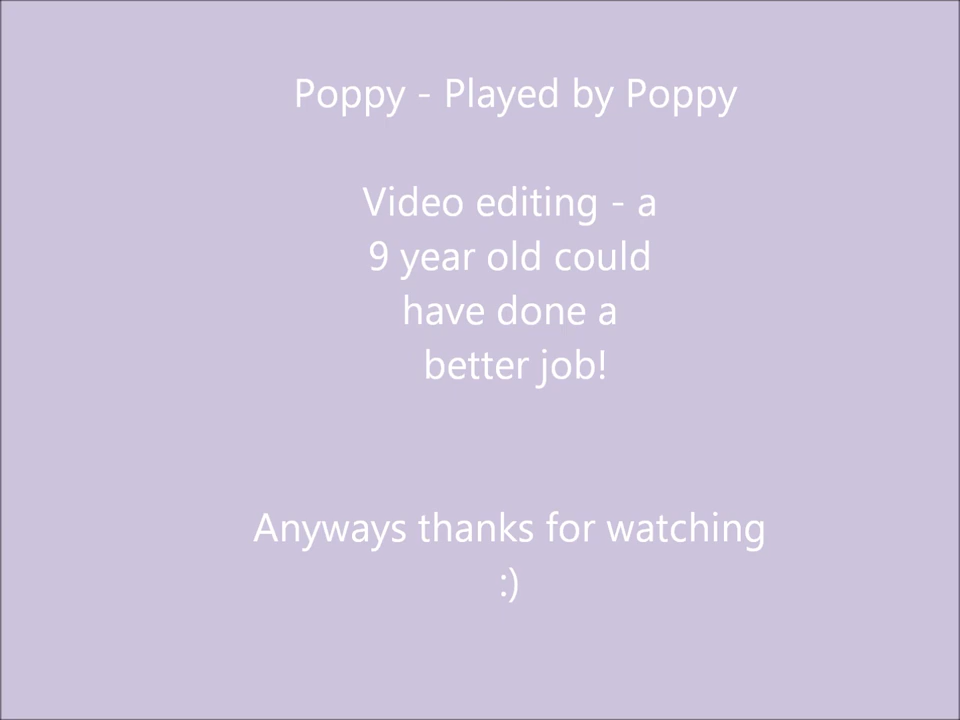 Poppy - Played by Poppy
Video editing - a
9 year old could
have done a
better job!
Anyways thanks for watching
:)